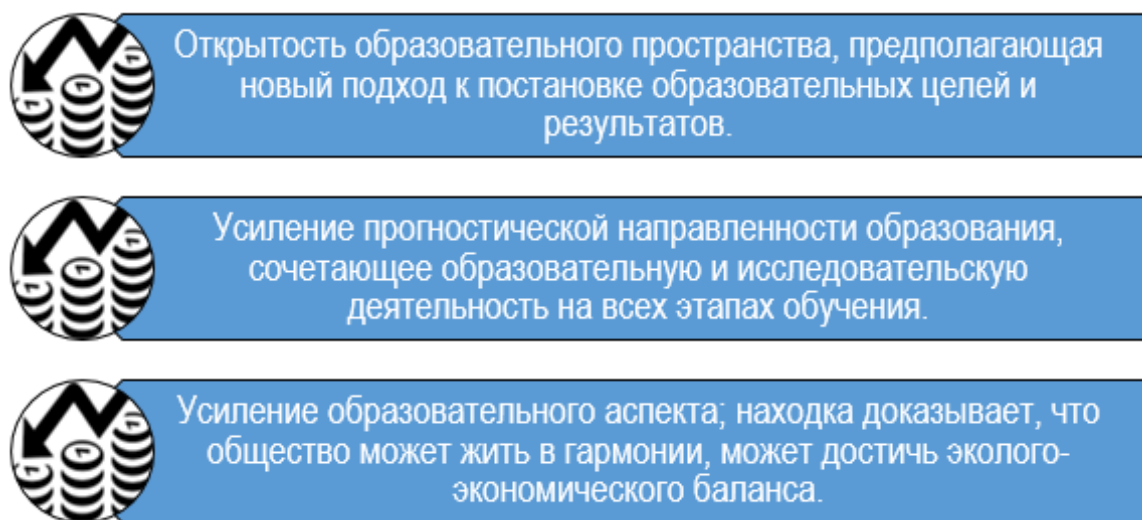 Открытость образовательного пространства, предполагающая
новый подход к постановке образовательных целей и
результатов.
Усиление прогностической направленности образования,
сочетающее образовательную и исследовательскую
деятельность на всех этапах обучения.
Усиление образовательного аспекта; находка доказывает, что
общество может жить в гармонии, может достичь эколого-
экономического баланса.